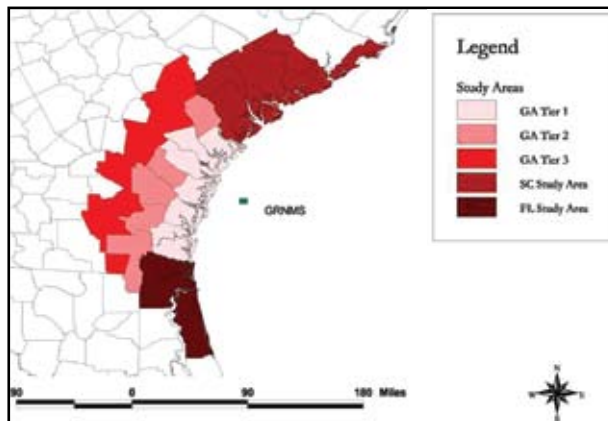 Legend
Study Areas
GA Tier 1
GA Tier 2
GA Tier 3
SC Study Area
FL Study Area
GRNMS
90 0 90 180 Miles
N
W E
S